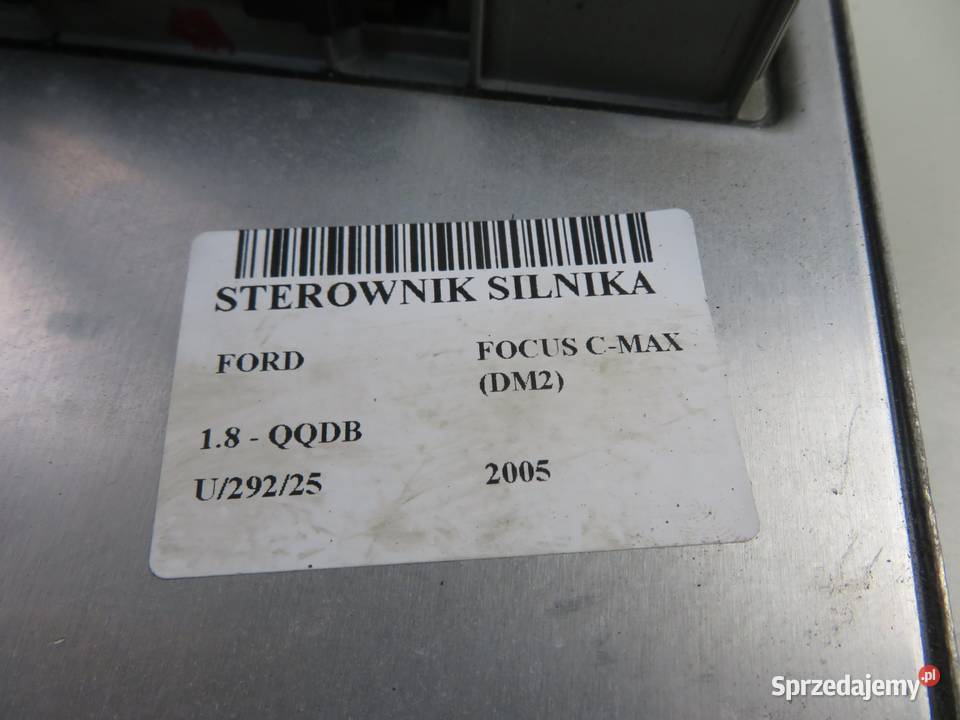 STEROWNIK SILNIKA
FORD
FOCUS C-MAX
(DM2)
1.8 - QQDB
U/292/25
2005
Sprzedajemy.pl